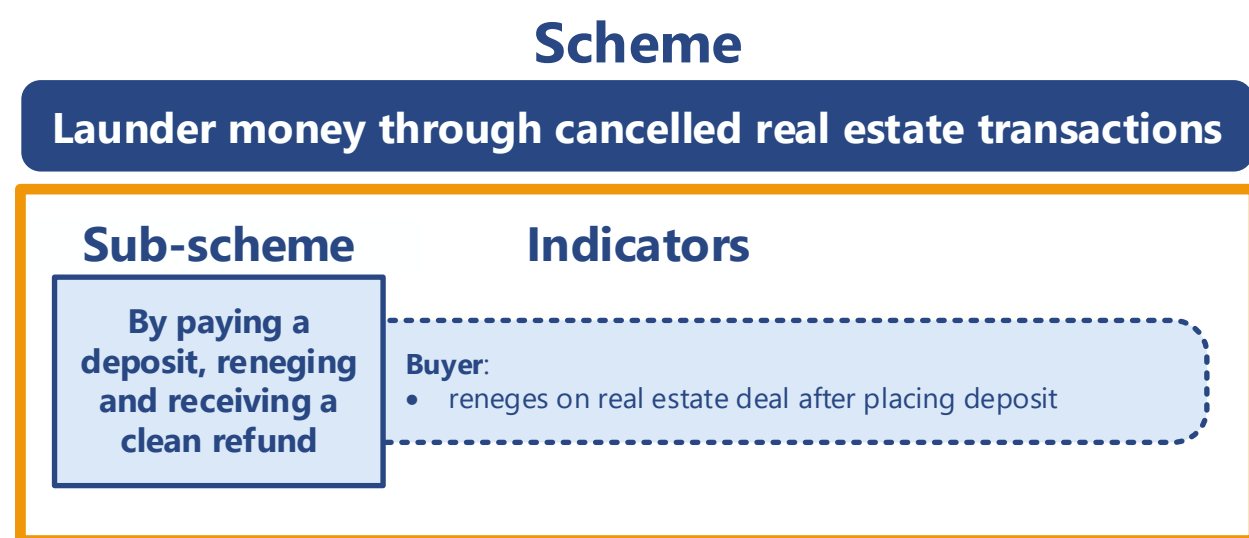 Scheme
Launder money through cancelled real estate transactions
Sub-scheme
Indicators
By paying a
deposit, reneging
and receiving a
clean refund
Buyer:
• reneges on real estate deal after placing deposit